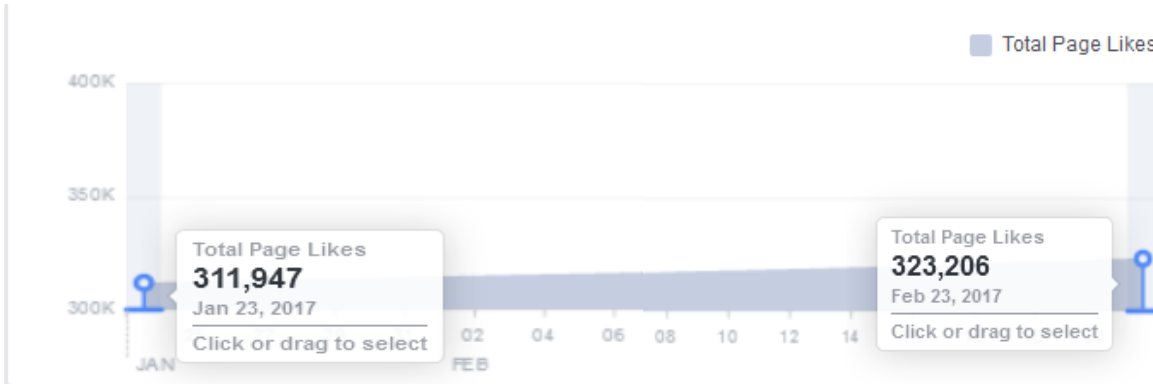 Total Page Likes
400K
350K
300K
Total Page Likes
311,947
Jan 23, 2017
Click or drag to select
Total Page Likes
323,206
Feb 23, 2017
Click or drag to select
02 04 06 08 10 12 14
JAN FEB